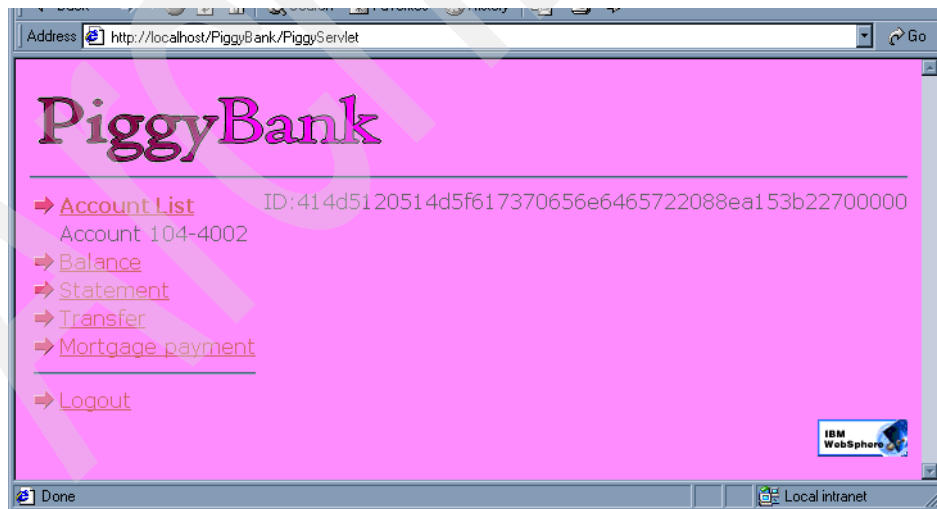 Address http://localhost/PiggyBank/PiggyServlet Go
PiggyBank
Account List ID:414d5120514d5f617370656e6465722088ea153b22700000
Account 104-4002
Balance
Statement
Transfer
Mortgage payment
Logout
IBM
WebSphere
Done Local intranet